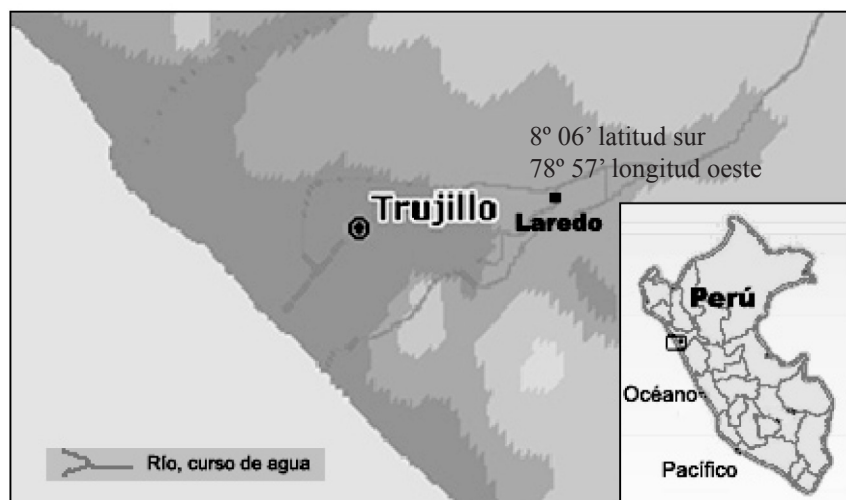 8º 06’ latitud sur
78º 57’ longitud oeste
Trujillo
Laredo
Perú
Océano
Pacífico
Río, curso de agua